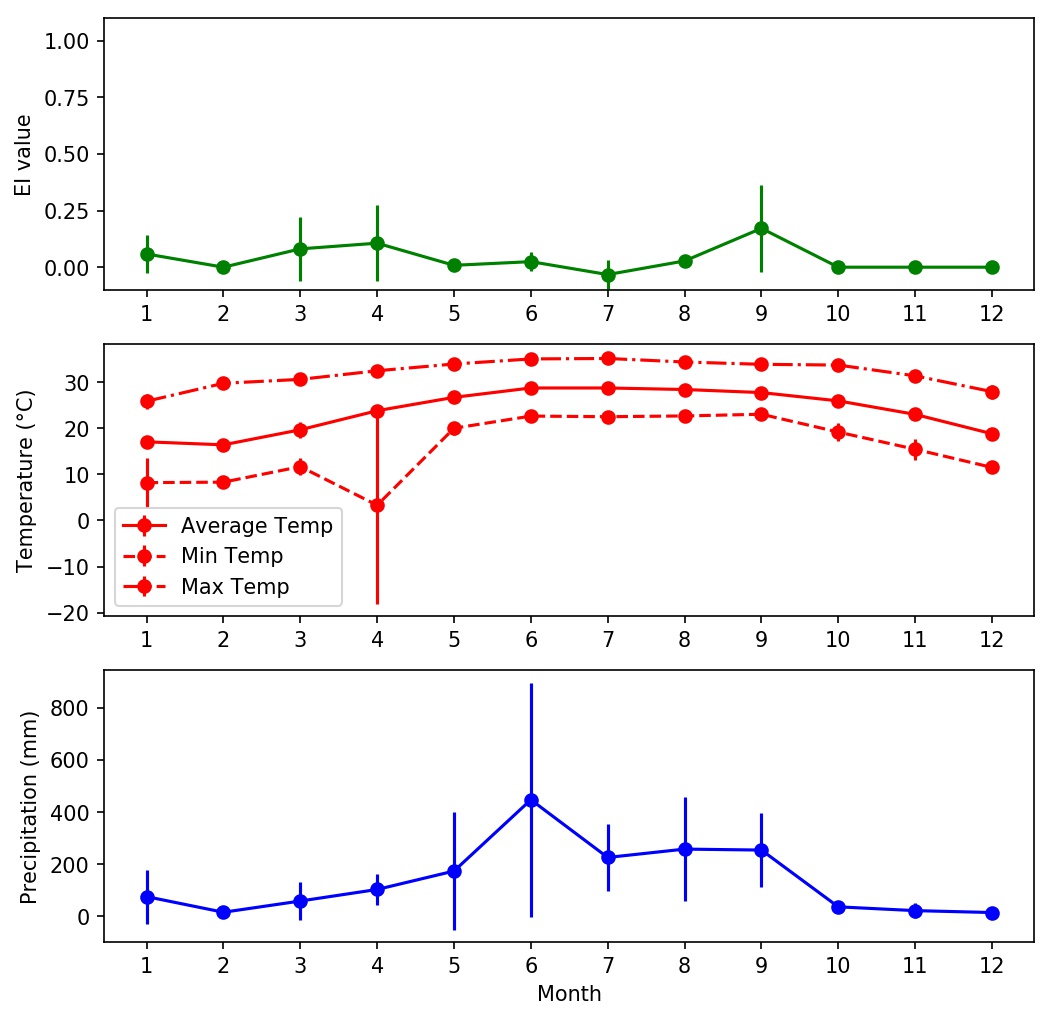 1.00
0.75
0.50
0.25
0.00
EI value
1 2 3 4 5 6 7 8 9 10 11 12
30
20
10
0
−10
−20
Temperature (°C)
Average Temp
Min Temp
Max Temp
1 2 3 4 5 6 7 8 9 10 11 12
800
600
400
200
0
Precipitation (mm)
1 2 3 4 5 6 7 8 9 10 11 12
Month